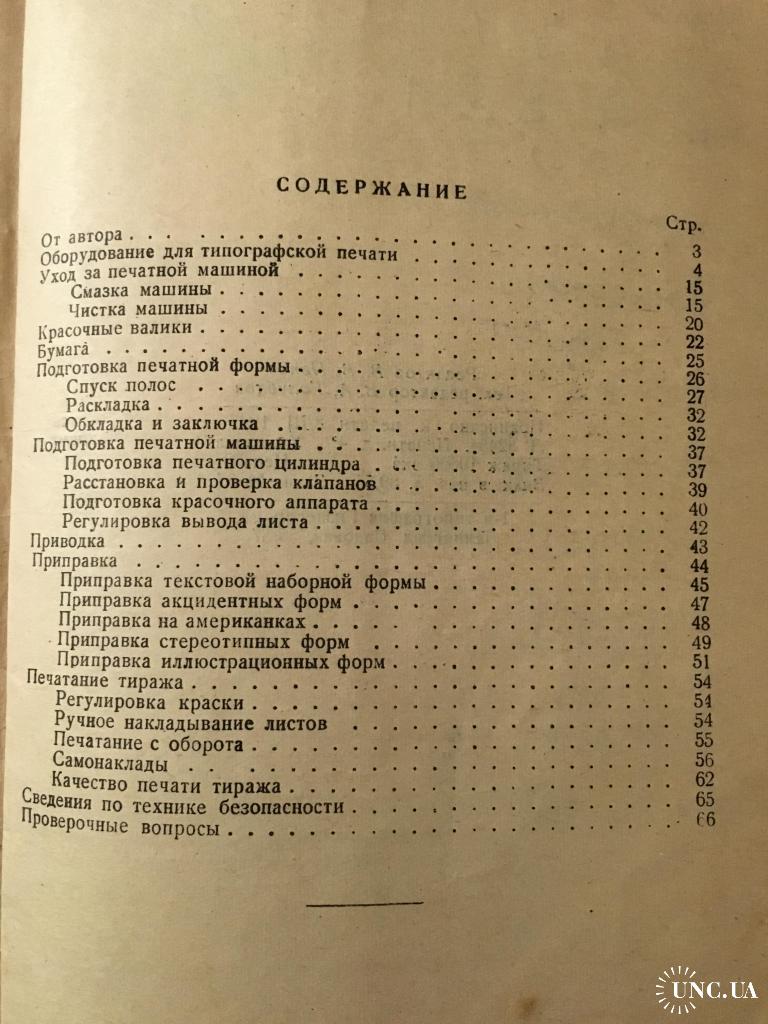 СОДЕРЖАНИЕ
Стр.
От автора . . . . . . . . . . 3
Оборудование для типографской печати . . . . . . . . . . 4
Уход за печатной машиной . . . . . . . . . . 15
Смазка машины . . . . . . . . . . 15
Чистка машины . . . . . . . . . . 20
Красочные валики . . . . . . . . . . 22
Бумага . . . . . . . . . . 25
Подготовка печатной формы . . . . . . . . . . 26
Спуск полос . . . . . . . . . . 27
Раскладка . . . . . . . . . . 32
Обкладка и заключка . . . . . . . . . . 32
Подготовка печатной машины . . . . . . . . . . 37
Подготовка печатного цилиндра . . . . . . . . . . 37
Расстановка и проверка клапанов . . . . . . . . . . 39
Подготовка красочного аппарата . . . . . . . . . . 40
Регулировка вывода листа . . . . . . . . . . 42
Приводка . . . . . . . . . . 43
Приправка . . . . . . . . . . 44
Приправка текстовой наборной формы . . . . . . . . . . 45
Приправка акцидентных форм . . . . . . . . . . 47
Приправка на американках . . . . . . . . . . 48
Приправка стереотипных форм . . . . . . . . . . 49
Приправка иллюстрационных форм . . . . . . . . . . 51
Печатание тиража . . . . . . . . . . 54
Регулировка краски . . . . . . . . . . 54
Ручное накладывание листов . . . . . . . . . . 54
Печатание с оборота . . . . . . . . . . 55
Самонаклады . . . . . . . . . . 56
Качество печати тиража . . . . . . . . . . 62
Сведения по технике безопасности . . . . . . . . . . 65
Проверочные вопросы . . . . . . . . . . 66
UNC.UA